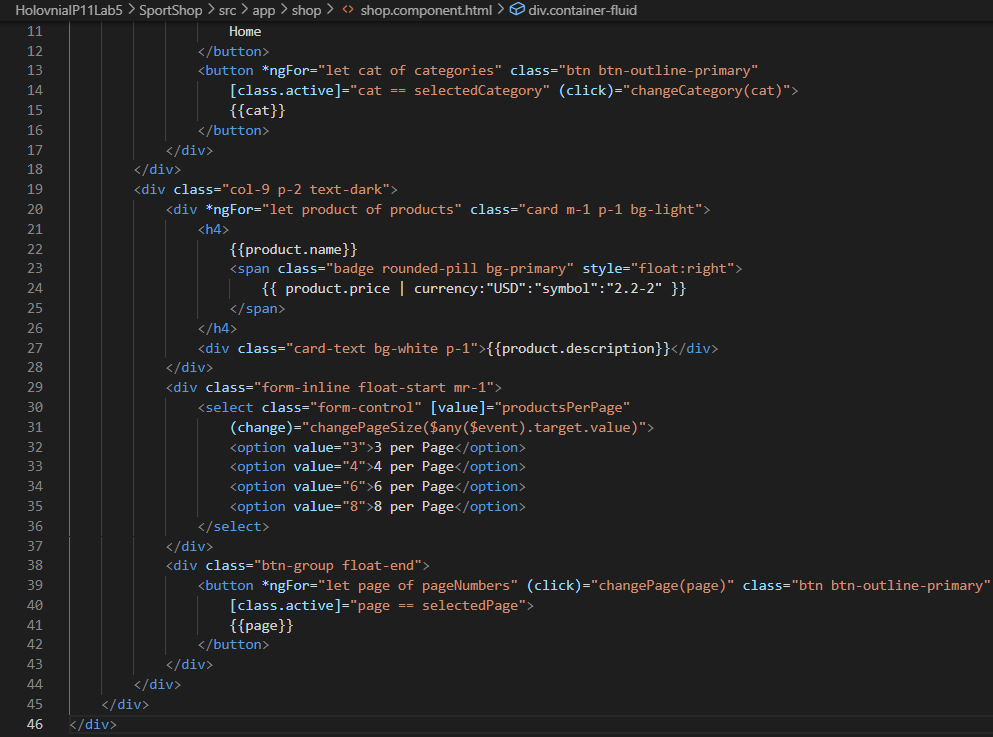 HolovniaIP11Lab5 > SportShop > src > app > shop > <> shop.component.html > div.container-fluid
11 Home
12 </button>
13 <button *ngFor="let cat of categories" class="btn btn-outline-primary"
14 [class.active]="cat == selectedCategory" (click)="changeCategory(cat)">
15 {{cat}}
16 </button>
17 </div>
18 </div>
19 <div class="col-9 p-2 text-dark">
20 <div *ngFor="let product of products" class="card m-1 p-1 bg-light">
21 <h4>
22 {{product.name}}
23 <span class="badge rounded-pill bg-primary" style="float:right">
24 {{ product.price | currency:"USD":"symbol":"2.2-2" }}
25 </span>
26 </h4>
27 <div class="card-text bg-white p-1">{{product.description}}</div>
28 </div>
29 <div class="form-inline float-start mr-1">
30 <select class="form-control" [value]="productsPerPage"
31 (change)="changePageSize($any($event).target.value)">
32 <option value="3">3 per Page</option>
33 <option value="4">4 per Page</option>
34 <option value="6">6 per Page</option>
35 <option value="8">8 per Page</option>
36 </select>
37 </div>
38 <div class="btn-group float-end">
39 <button *ngFor="let page of pageNumbers" (click)="changePage(page)" class="btn btn-outline-primary"
40 [class.active]="page == selectedPage">
41 {{page}}
42 </button>
43 </div>
44 </div>
45 </div>
46 </div>